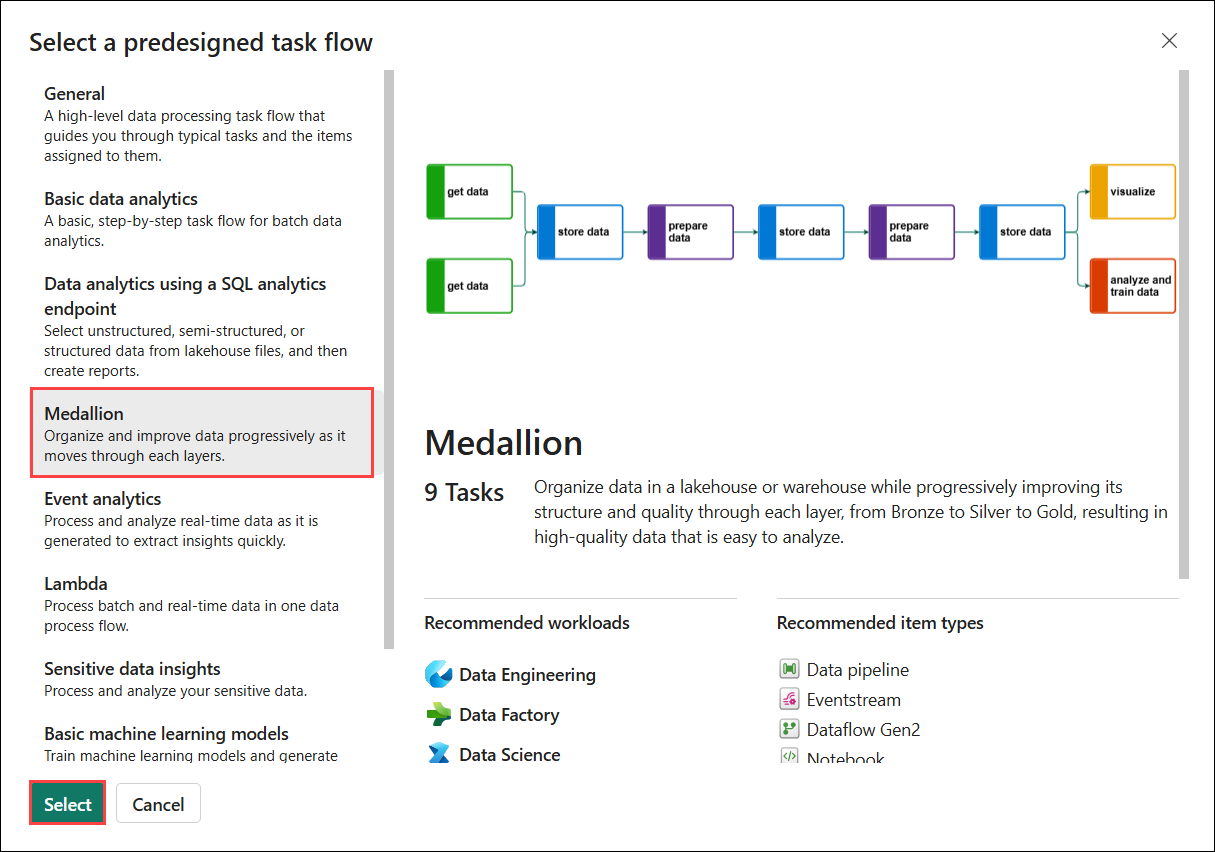 Select a predesigned task flow
General
A high-level data processing task flow that
guides you through typical tasks and the items
assigned to them.
Basic data analytics
A basic, step-by-step task flow for batch data
analytics.
Data analytics using a SQL analytics
endpoint
Select unstructured, semi-structured, or
structured data from lakehouse files, and then
create reports.
Medallion
Organize and improve data progressively as it
moves through each layers.
Event analytics
Process and analyze real-time data as it is
generated to extract insights quickly.
Lambda
Process batch and real-time data in one data
process flow.
Sensitive data insights
Process and analyze your sensitive data.
Basic machine learning models
Train machine learning models and generate
get data
get data
store data
prepare
data
store data
prepare
data
store data
visualize
analyze and
train data
Medallion
9 Tasks
Organize data in a lakehouse or warehouse while progressively improving its
structure and quality through each layer, from Bronze to Silver to Gold, resulting in
high-quality data that is easy to analyze.
Recommended workloads
Data Engineering
Data Factory
Data Science
Recommended item types
Data pipeline
Eventstream
Dataflow Gen2
Notebook
Select
Cancel